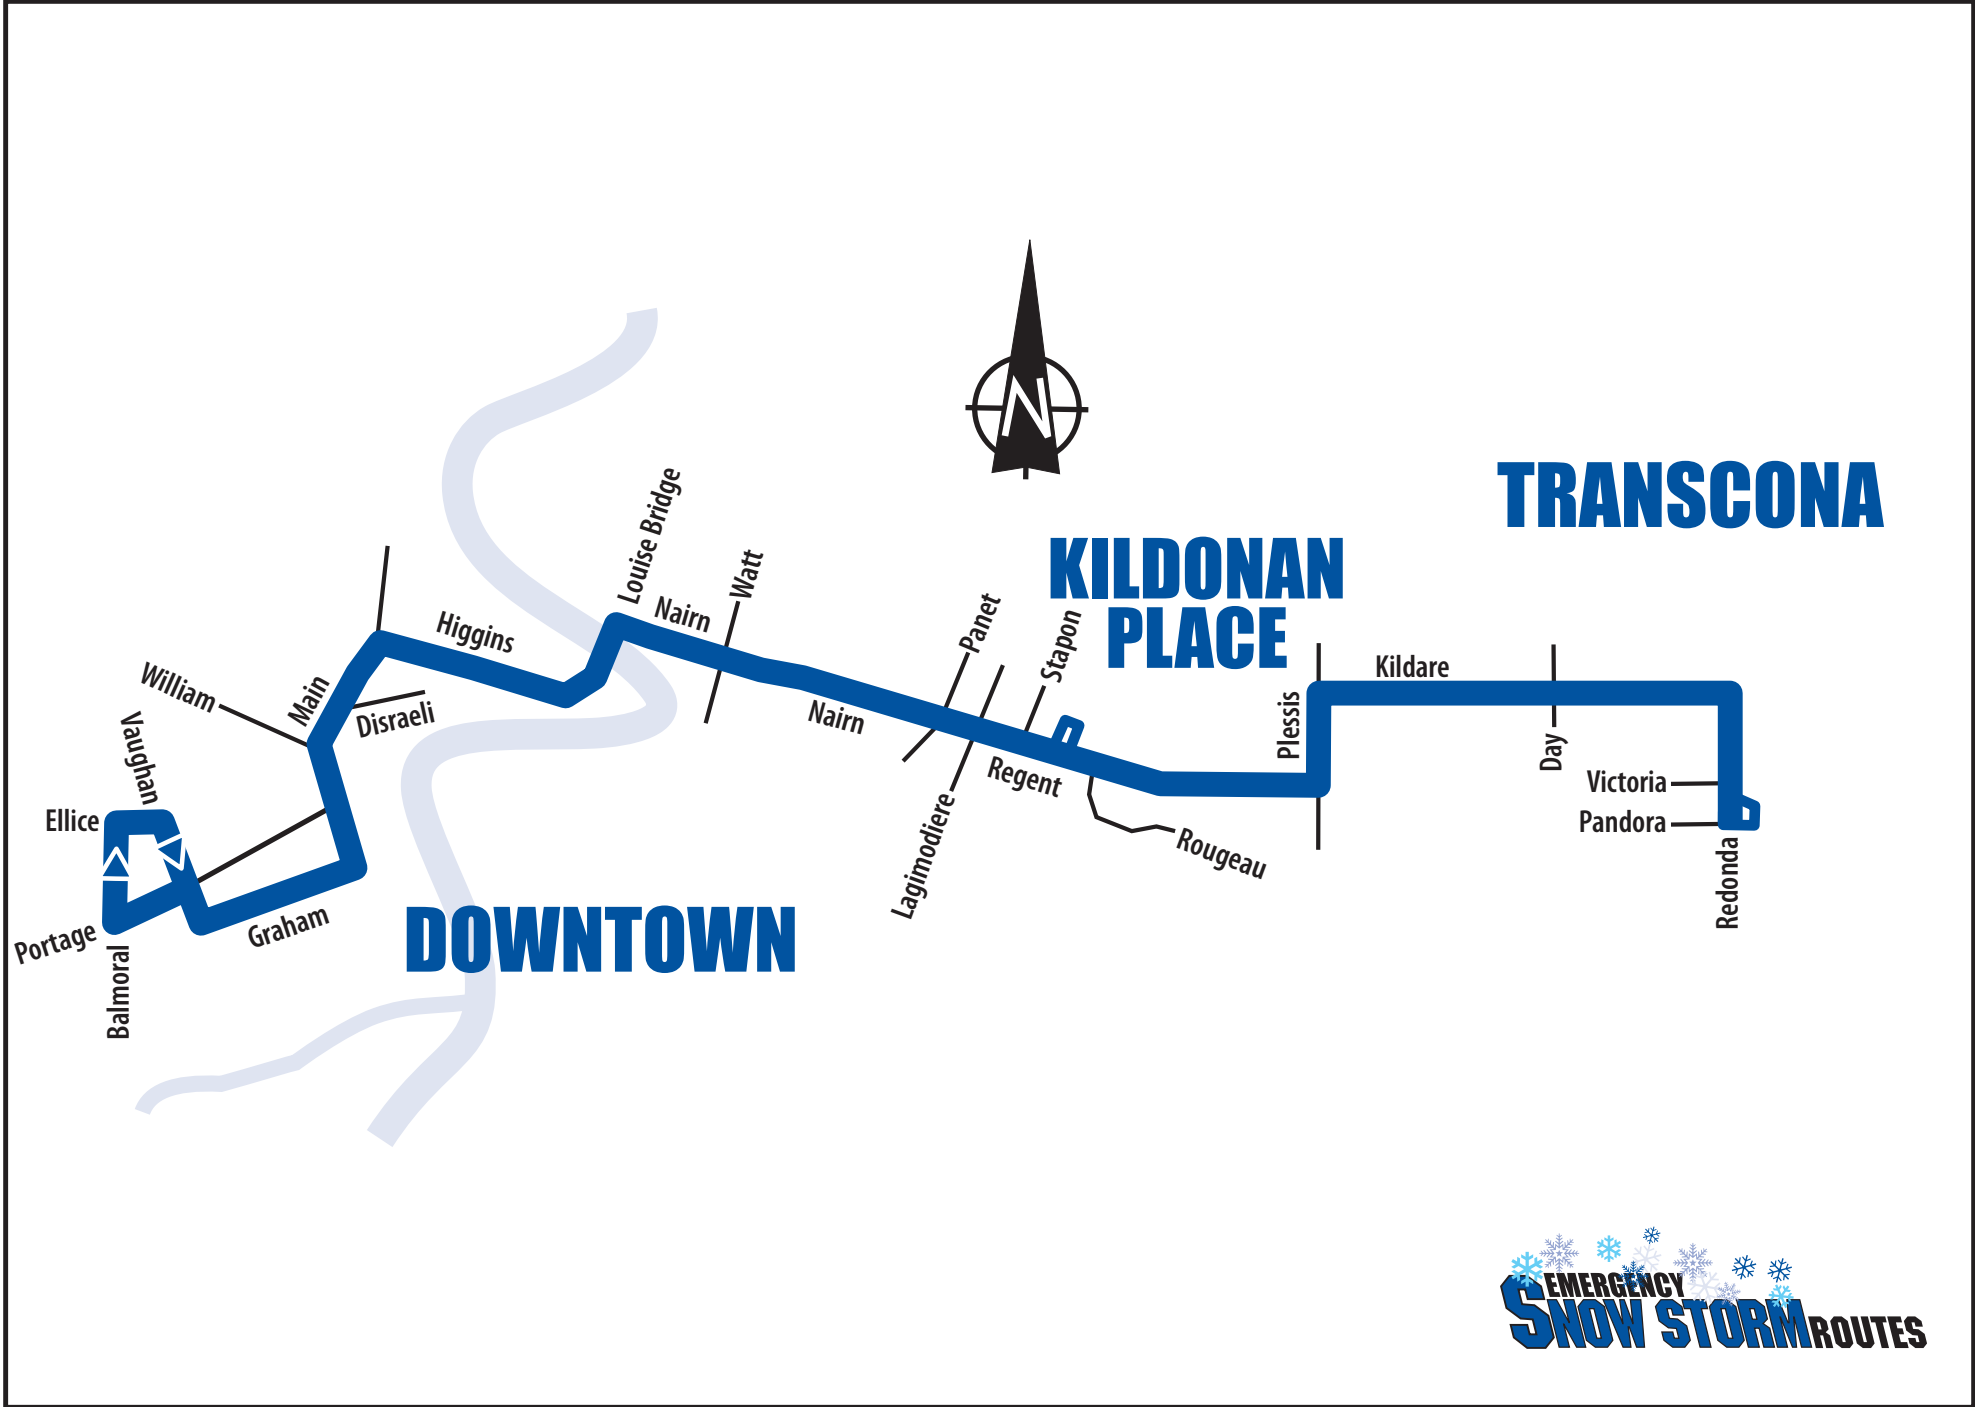 N
TRANSCONA
KILDONAN
PLACE
Louise Bridge
Watt
Nairn
Panet
Stapon
Higgins
Kildare
William
Main
Disraeli
Vaughan
Nairn
Plessis
Day
Regent
Victoria
Pandora
Ellice
Lagimodiere
Rougeau
Redonda
Portage
Graham
DOWNTOWN
Balmoral
EMERGENCY
SNOW STORM ROUTES